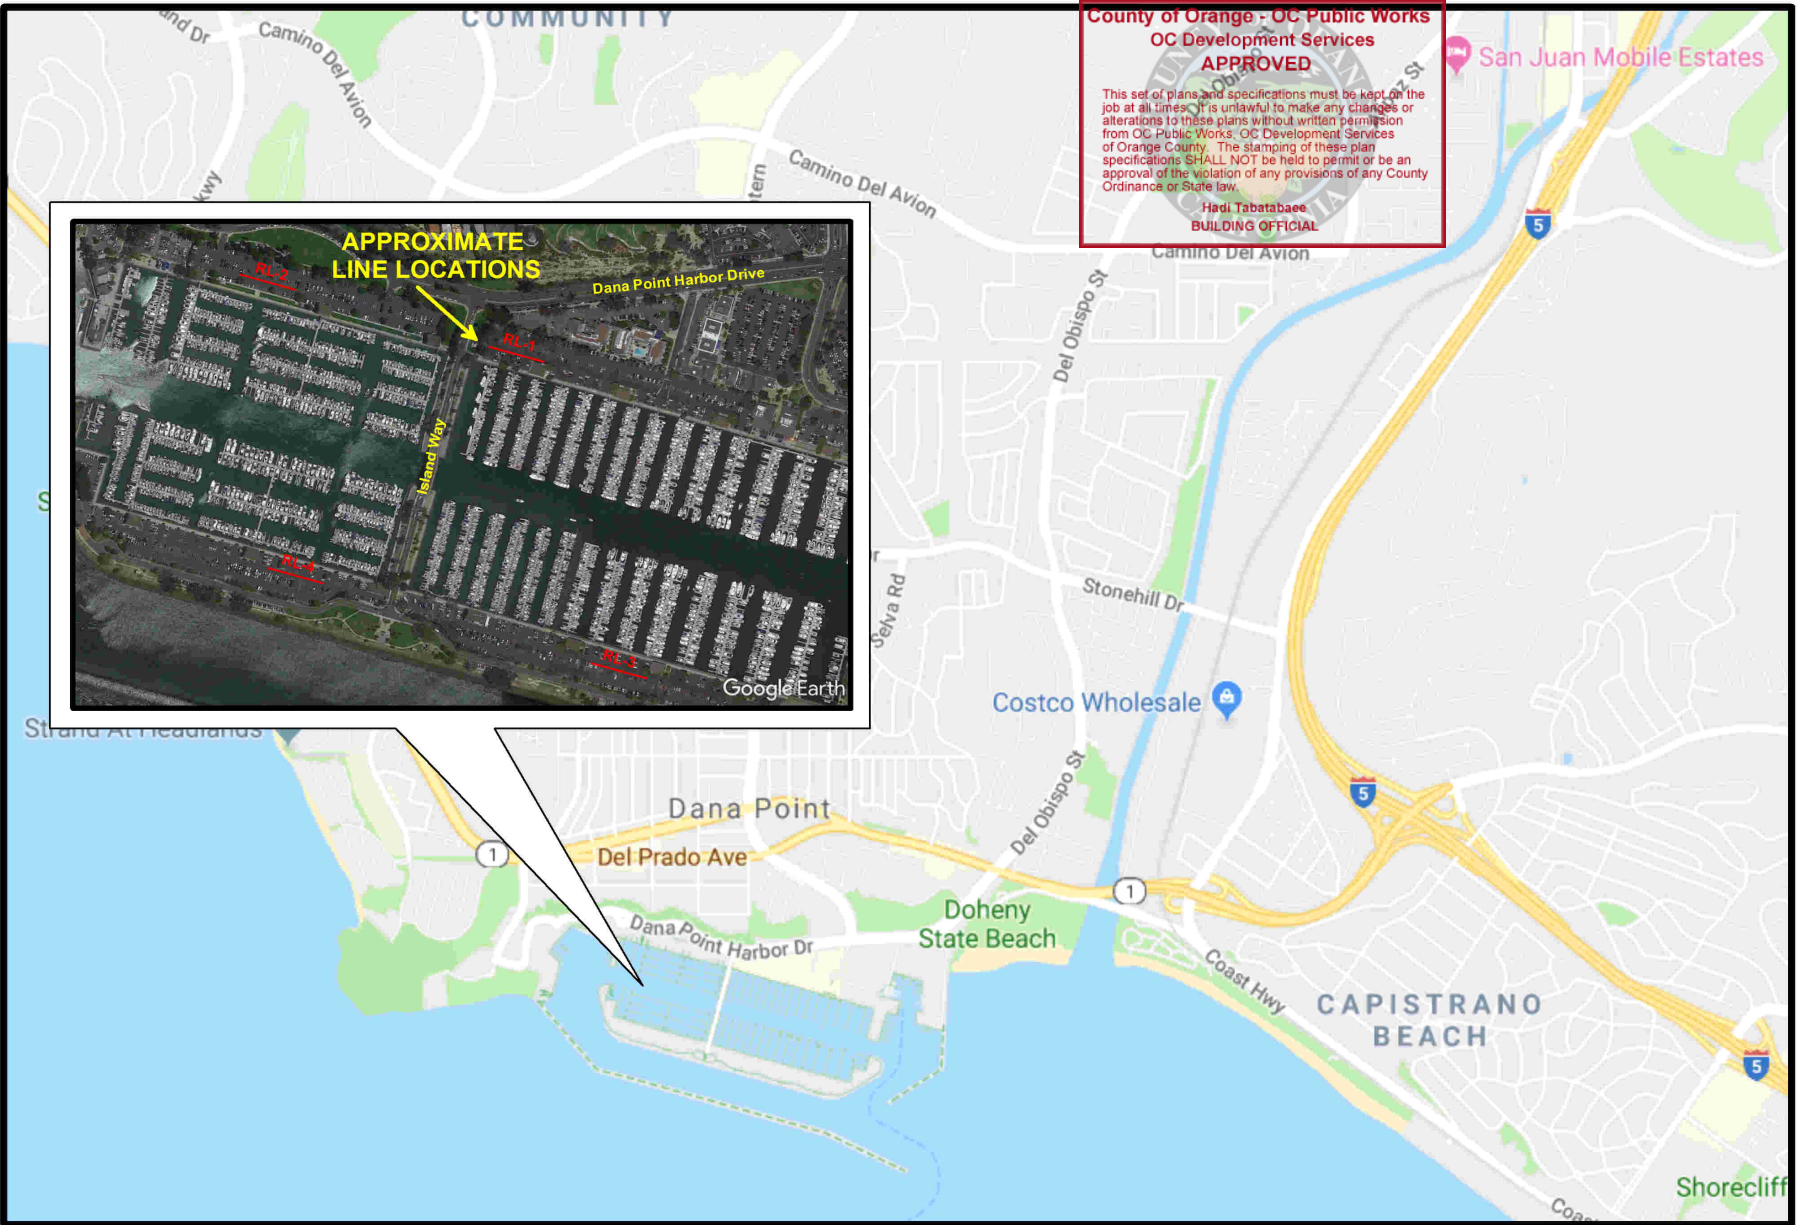 COMMUNITY
Camino Del Avion
County of Orange - OC Public Works
OC Development Services
APPROVED
This set of plans and specifications must be kept on the
job at all times. It is unlawful to make any changes or
alterations to these plans without written permission
from OC Public Works, OC Development Services
of Orange County. The stamping of these plan
specifications SHALL NOT be held to permit or be an
approval of the violation of any provisions of any County
Ordinance or State law.
Hadi Tabatabaee
BUILDING OFFICIAL
CALIFORNIA
Del Obispo St
San Juan Mobile Estates
5
Camino Del Avion
Camino Del Avion
APPROXIMATE
LINE LOCATIONS
Dana Point Harbor Drive
RL-2
RL-1
Island Way
RL-4
RL-3
Google Earth
Del Obispo St
Stonehill Dr
Selva Rd
Costco Wholesale
Strand At Headlands
5
Dana Point
Del Obispo St
1
Del Prado Ave
1
Doheny
State Beach
Dana Point Harbor Dr
Coast Hwy
CAPISTRANO
BEACH
5
Shorecliff